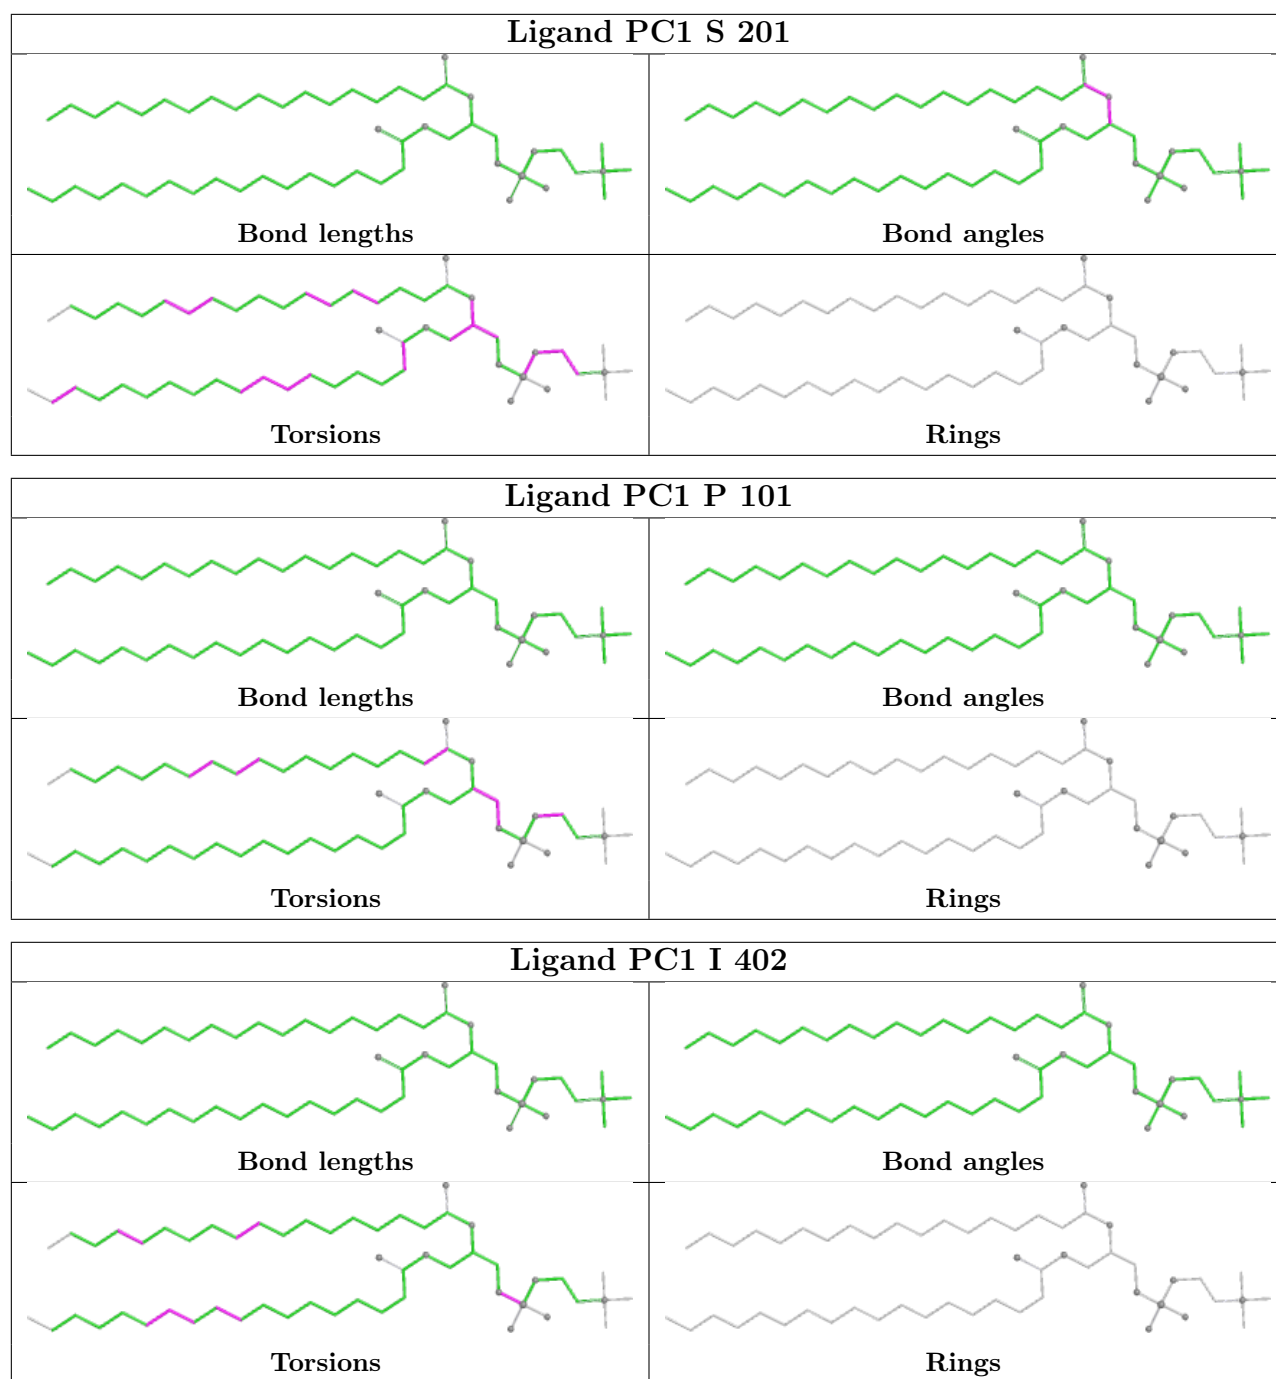 Ligand PC1 S 201
Bond lengths
Bond angles
Torsions
Rings
Ligand PC1 P 101
Bond lengths
Bond angles
Torsions
Rings
Ligand PC1 I 402
Bond lengths
Bond angles
Torsions
Rings